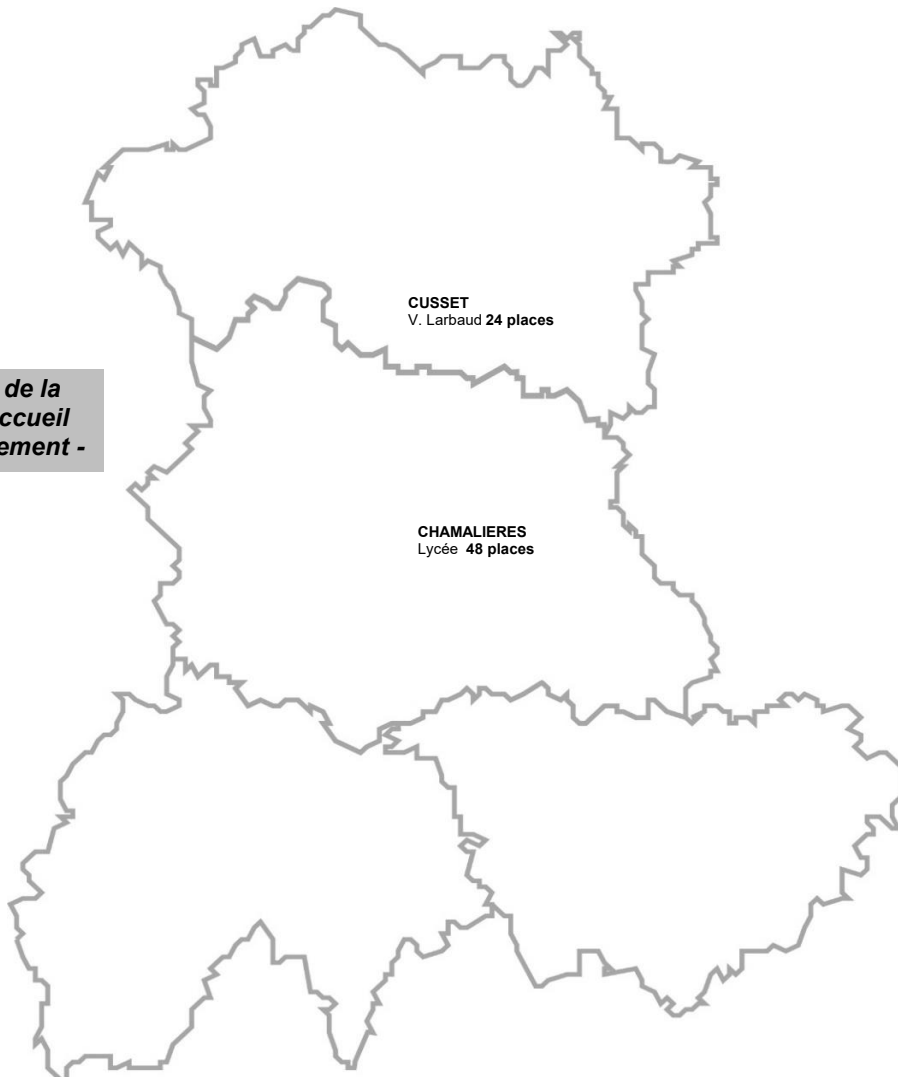 CUSSET
V. Larbaud 24 places
de la
ccueil
ement -
CHAMALIERES
Lycée 48 places